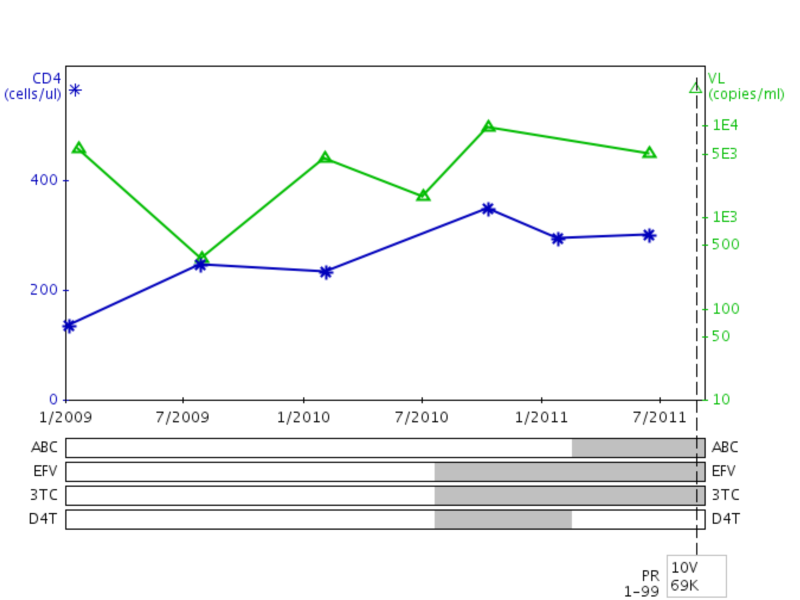 CD4
(cells/ul)
VL
(copies/ml)
1E4
5E3
400
1E3
500
200
100
50
0
10
1/2009 7/2009 1/2010 7/2010 1/2011 7/2011
ABC ABC
EFV EFV
3TC 3TC
D4T D4T
PR
1-99
10V
69K